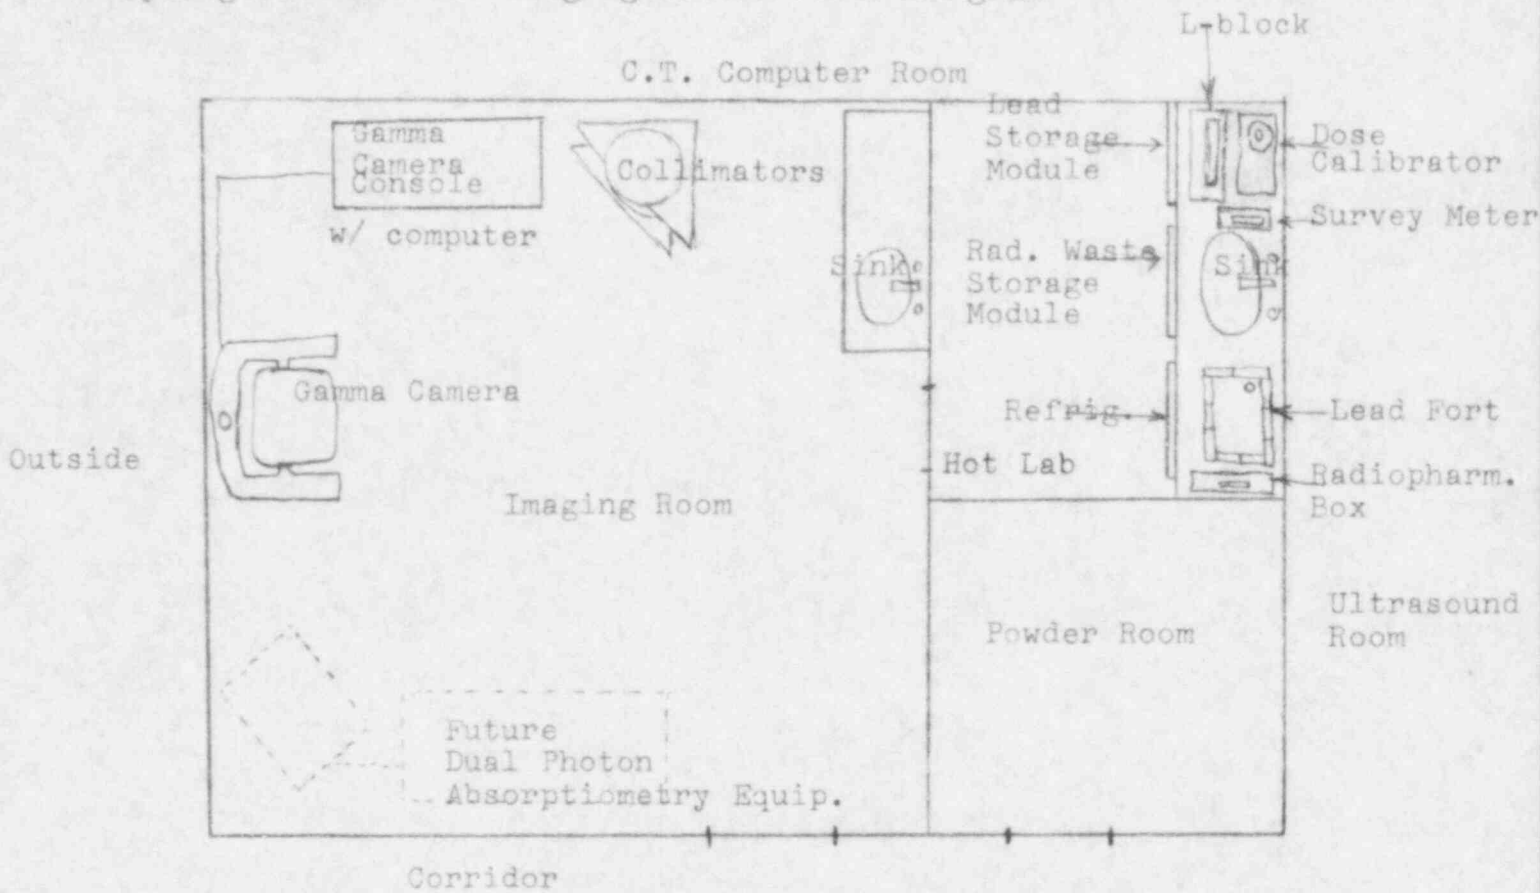 L-block
C.T. Computer Room
Gamma
Camera
Console
w/ computer
Collimators
Sink
Lead
Storage
Module
Dose
Calibrator
Survey Meter
Rad. Waste
Storage
Module
Sink
Gamma Camera
Refrig.
Lead Fort
Outside
Hot Lab
Radiopharm.
Box
Imaging Room
Ultrasound
Room
Powder Room
Future
Dual Photon
Absorptiometry Equip.
Corridor